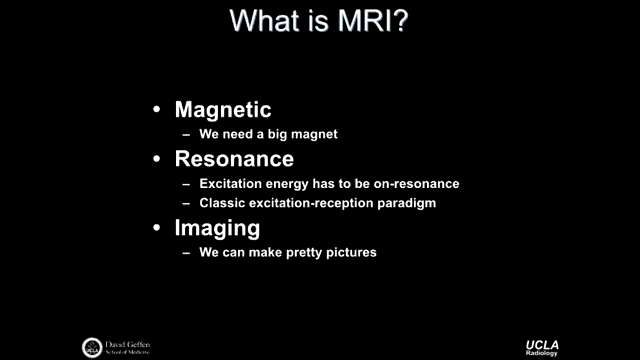 What is MRI?
• Magnetic
– We need a big magnet
• Resonance
– Excitation energy has to be on-resonance
– Classic excitation-reception paradigm
• Imaging
– We can make pretty pictures
UCLA
David Geffen
School of Medicine
UCLA
Radiology